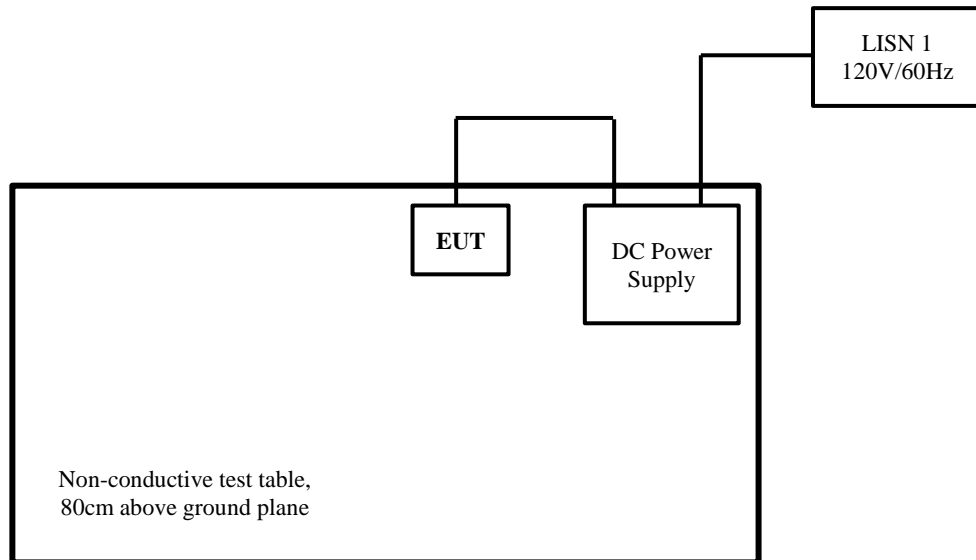 LISN 1
120V/60Hz
EUT
DC Power
Supply
Non-conductive test table,
80cm above ground plane